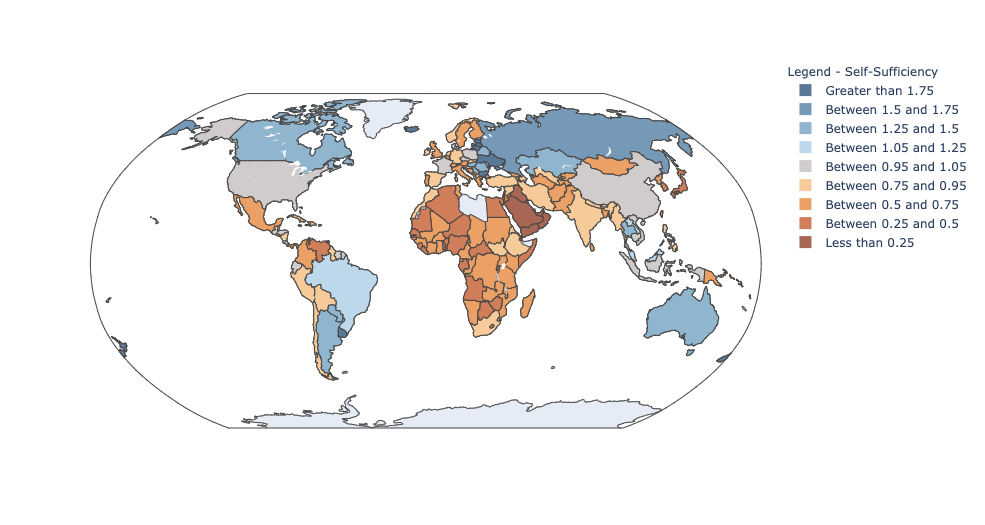 Legend - Self-Sufficiency
Greater than 1.75
Between 1.5 and 1.75
Between 1.25 and 1.5
Between 1.05 and 1.25
Between 0.95 and 1.05
Between 0.75 and 0.95
Between 0.5 and 0.75
Between 0.25 and 0.5
Less than 0.25